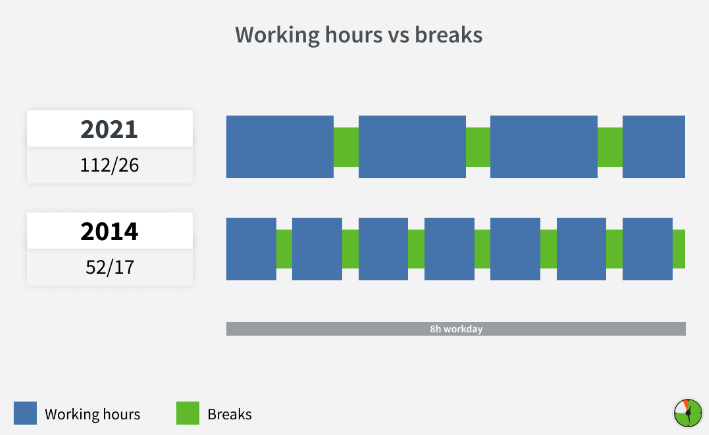 Working hours vs breaks
2021
112/26
2014
52/17
8h workday
Working hours
Breaks